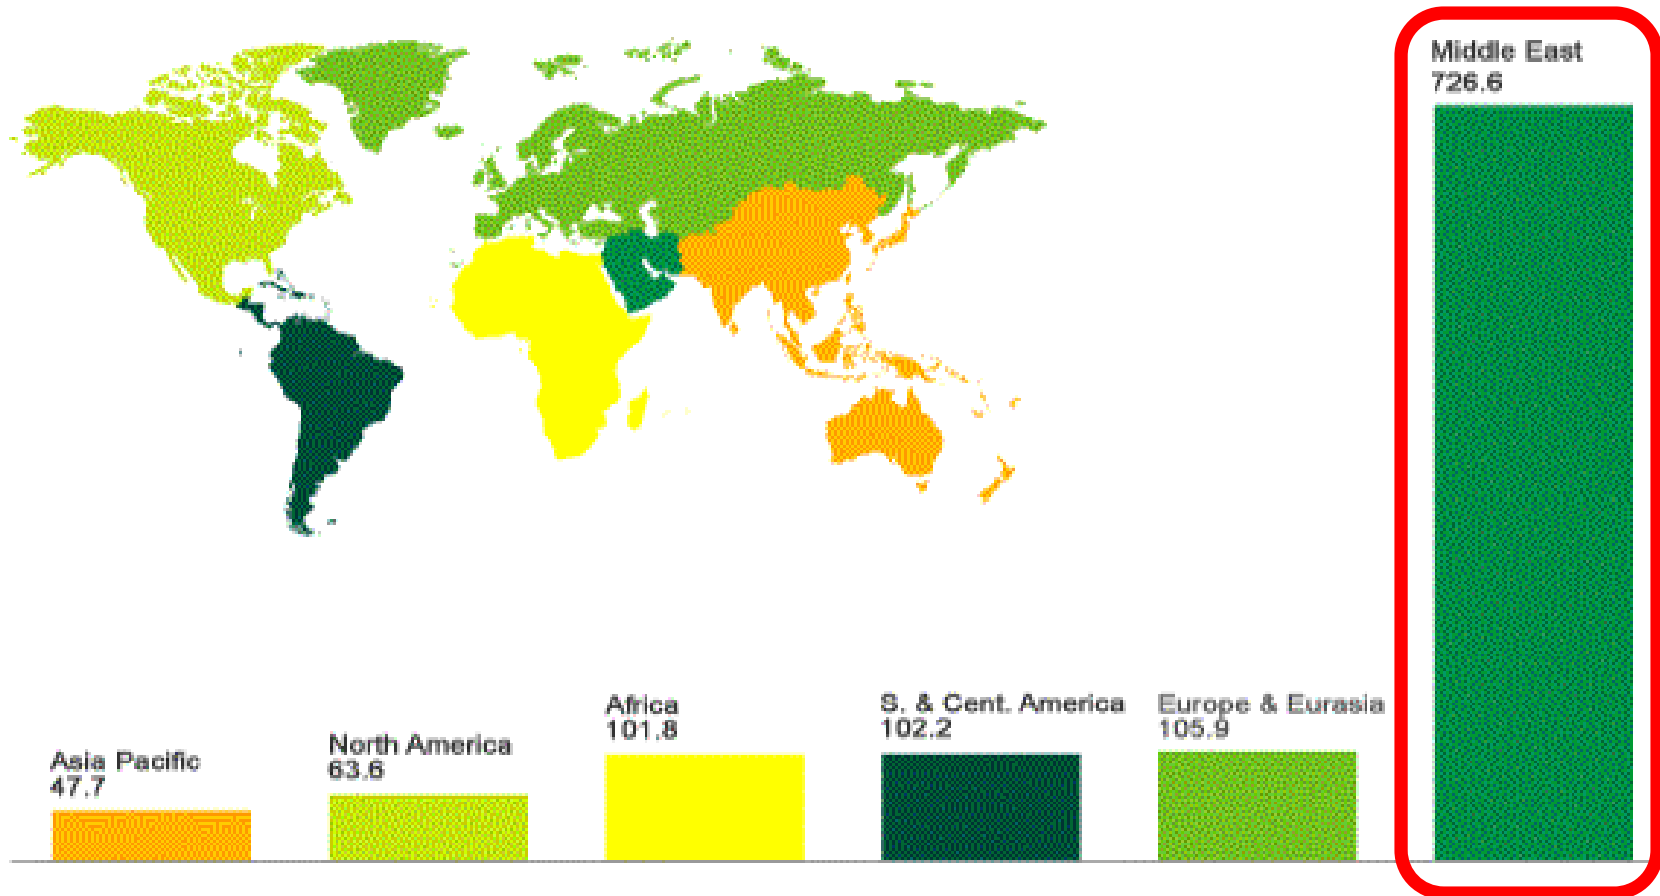 Middle East
726.6
Africa
101.8
S. & Cent. America
102.2
Europe & Eurasia
105.9
North America
63.6
Asia Pacific
47.7